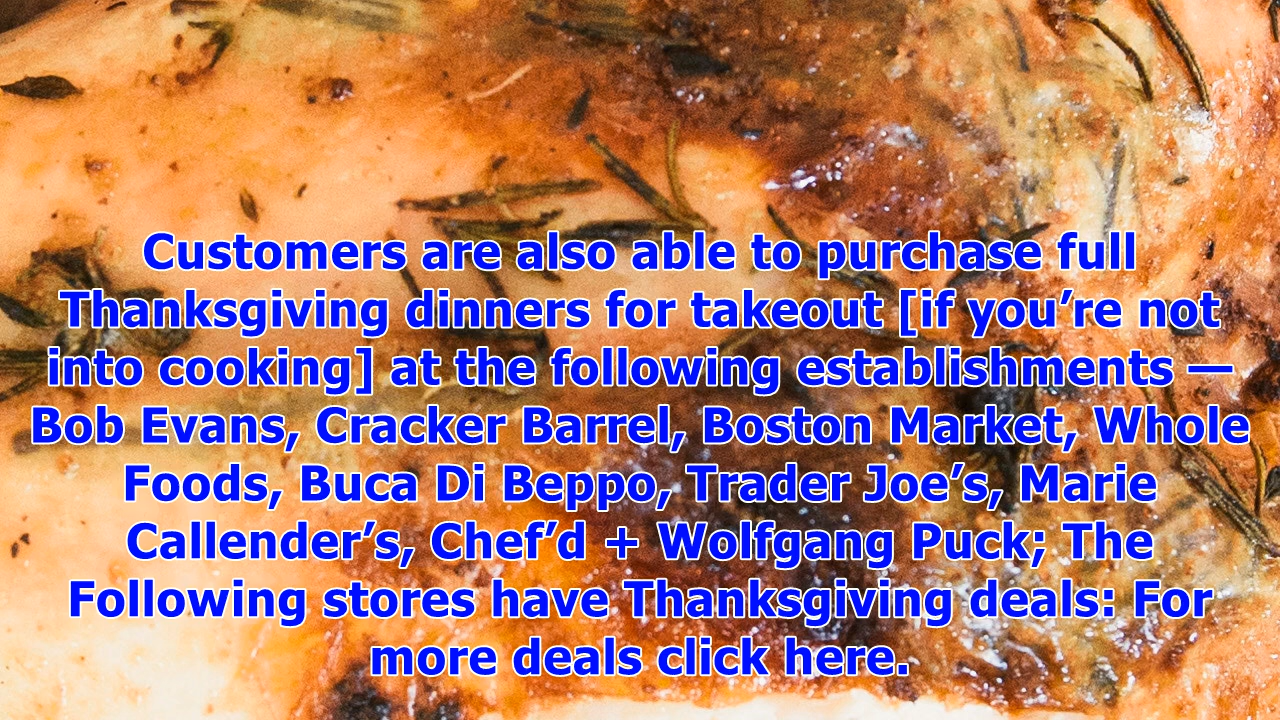 Customers are also able to purchase full
Thanksgiving dinners for takeout [if you’re not
into cooking] at the following establishments —
Bob Evans, Cracker Barrel, Boston Market, Whole
Foods, Buca Di Beppo, Trader Joe’s, Marie
Callender’s, Chef’d + Wolfgang Puck; The
Following stores have Thanksgiving deals: For
more deals click here.